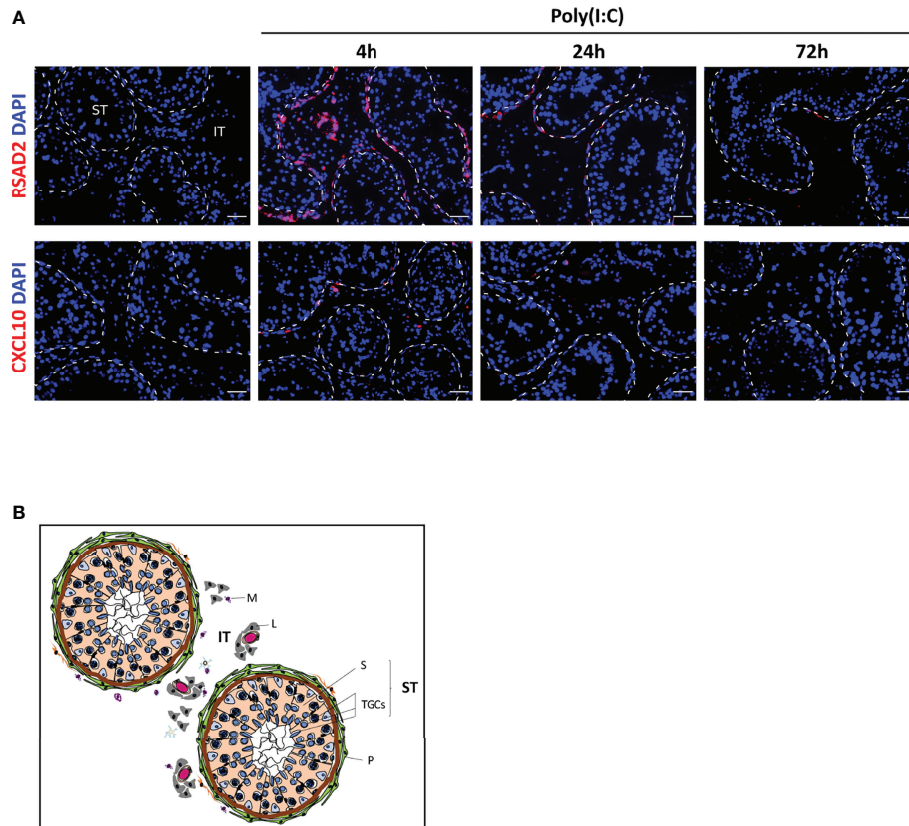 A
Poly(I:C)
4h
24h
72h
RSAD2 DAPI
ST
IT
CXCL10 DAPI
B
M
L
IT
S
TGCs
ST
P